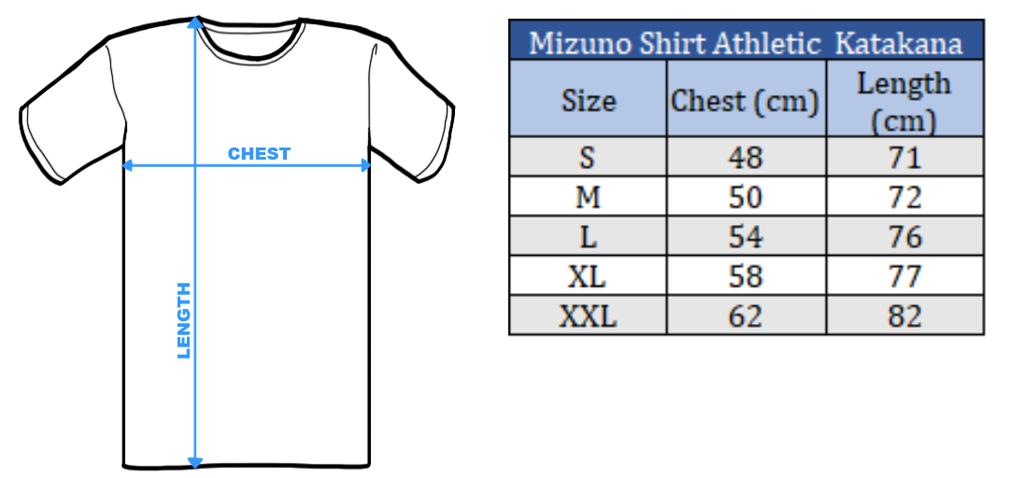 CHEST
LENGTH
Mizuno Shirt Athletic Katakana
Size Chest (cm) Length (cm)
S 48 71
M 50 72
L 54 76
XL 58 77
XXL 62 82